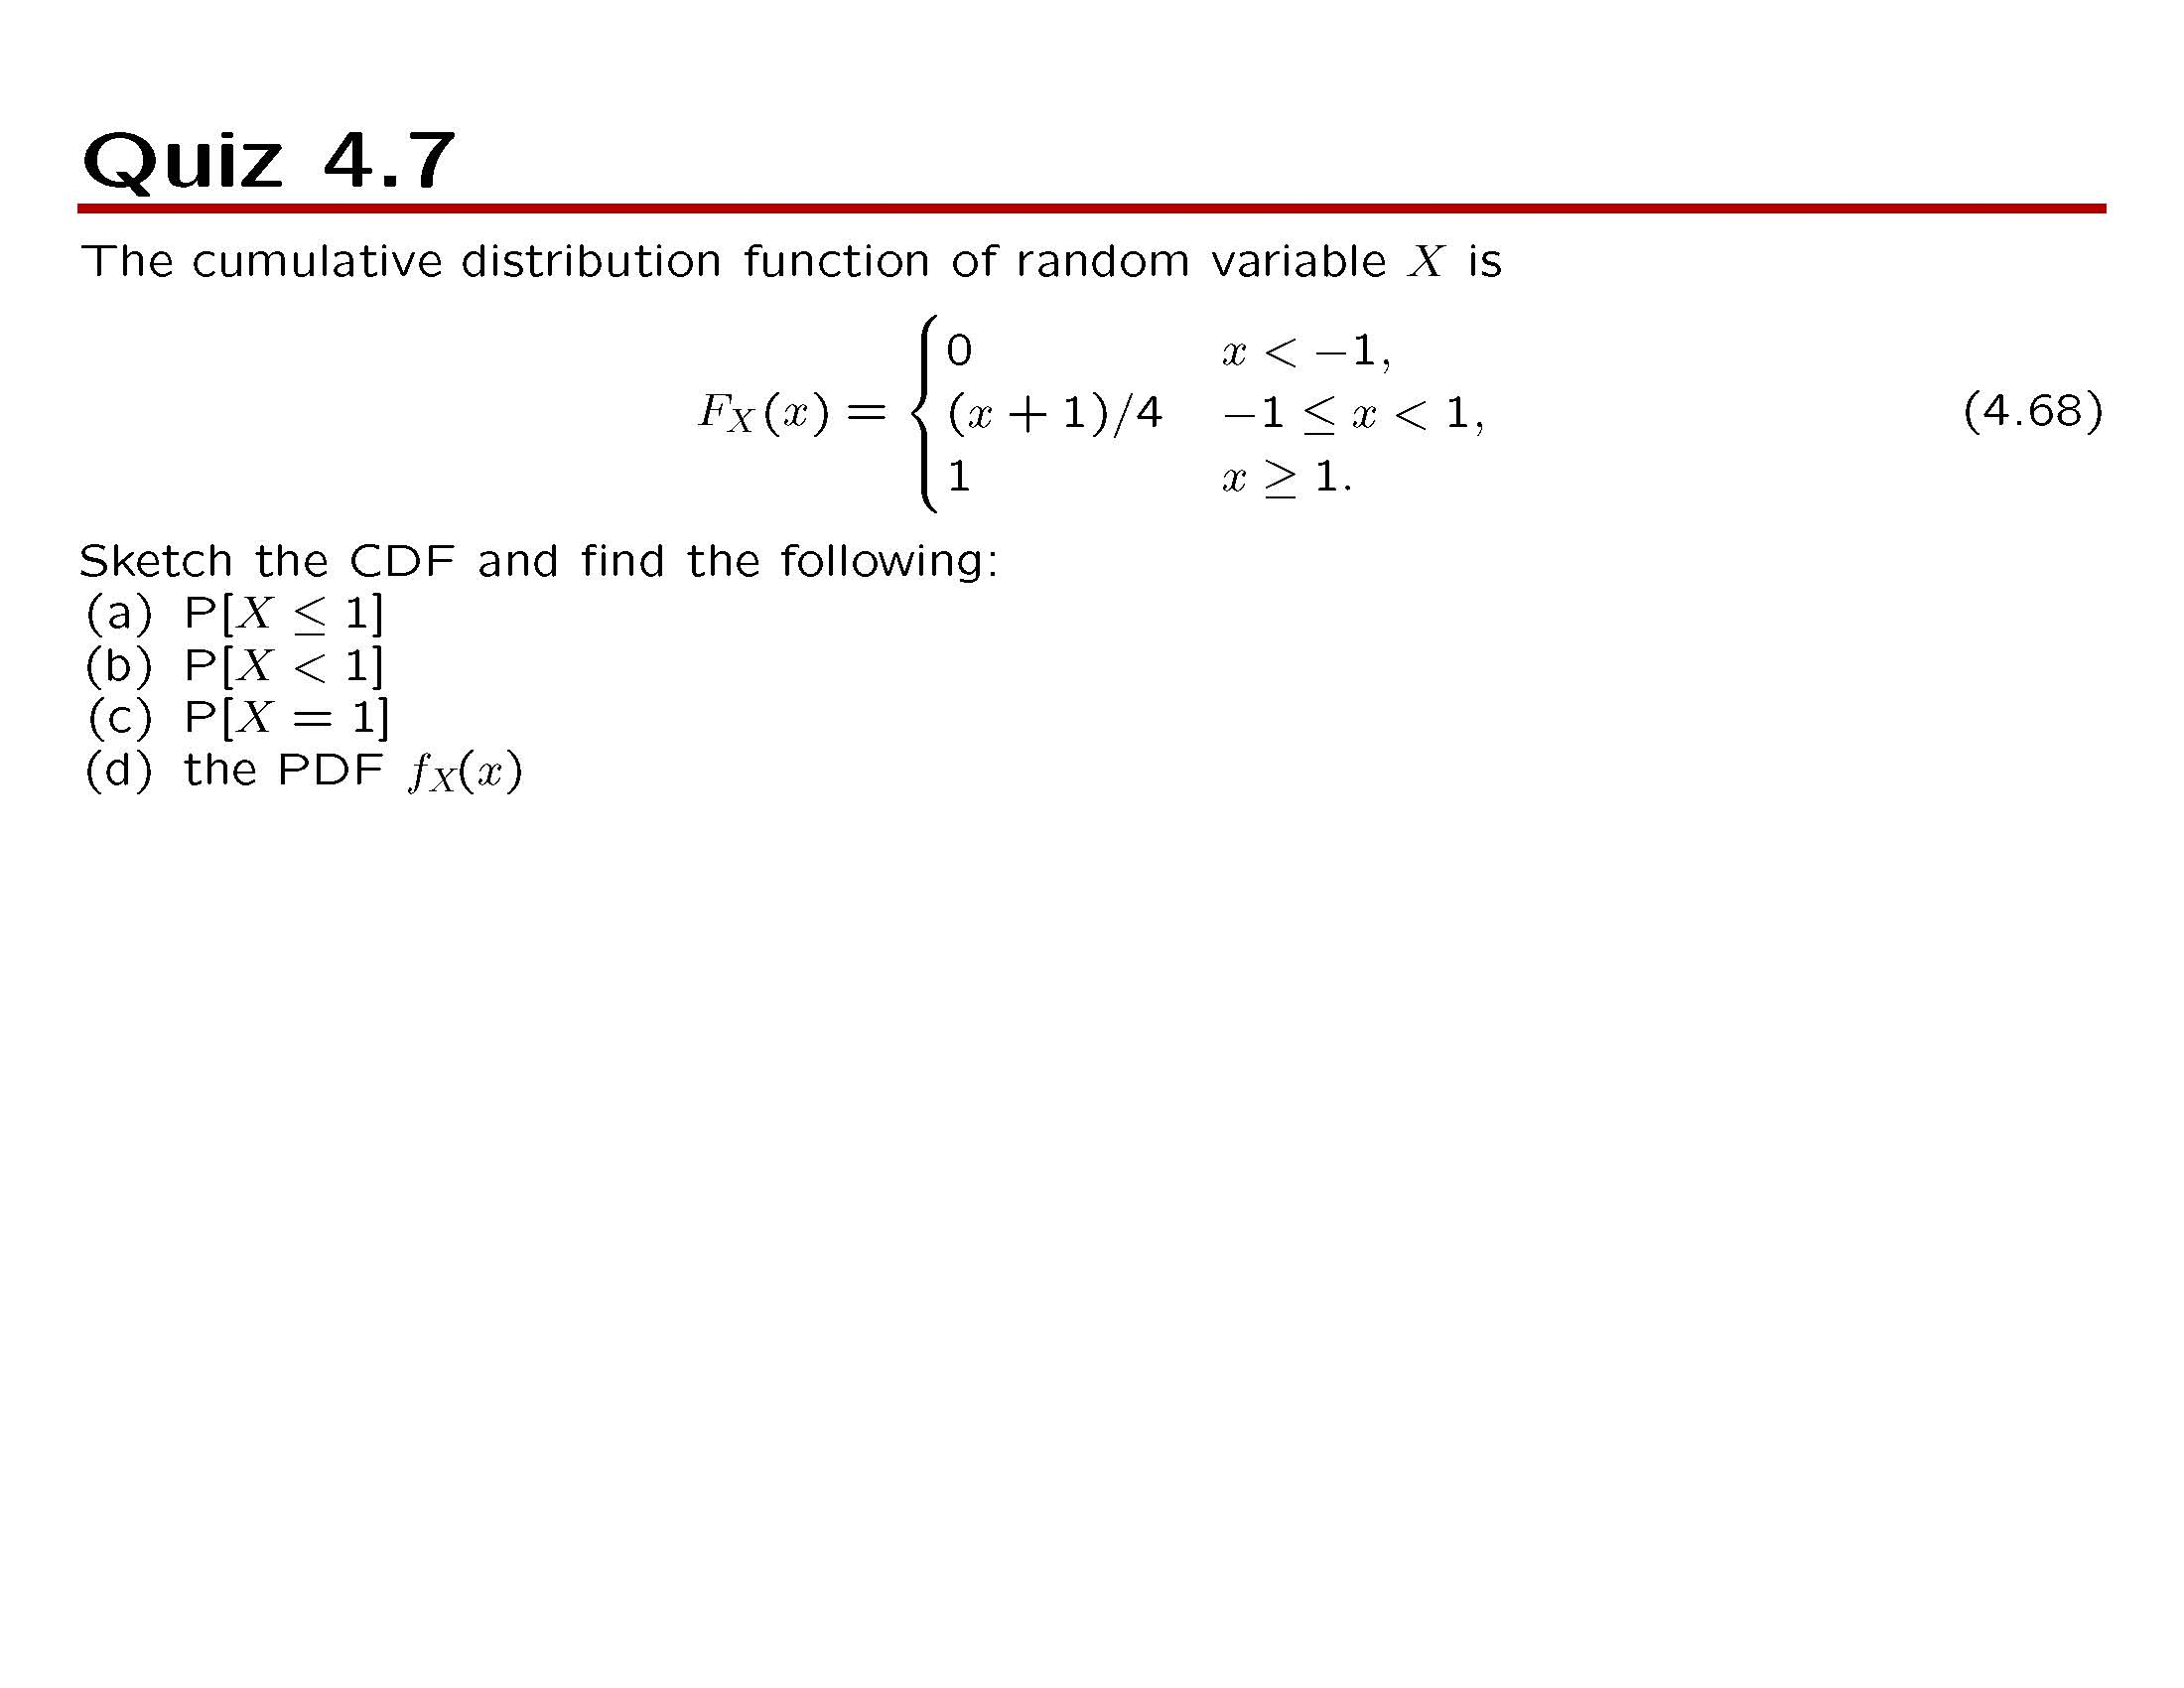 Quiz 4.7
The cumulative distribution function of random variable X is
F_X(x) = { 0 x < −1,
(x + 1)/4 −1 ≤ x < 1, (4.68)
1 x ≥ 1.
Sketch the CDF and find the following:
(a) P[X ≤ 1]
(b) P[X < 1]
(c) P[X = 1]
(d) the PDF f_X(x)